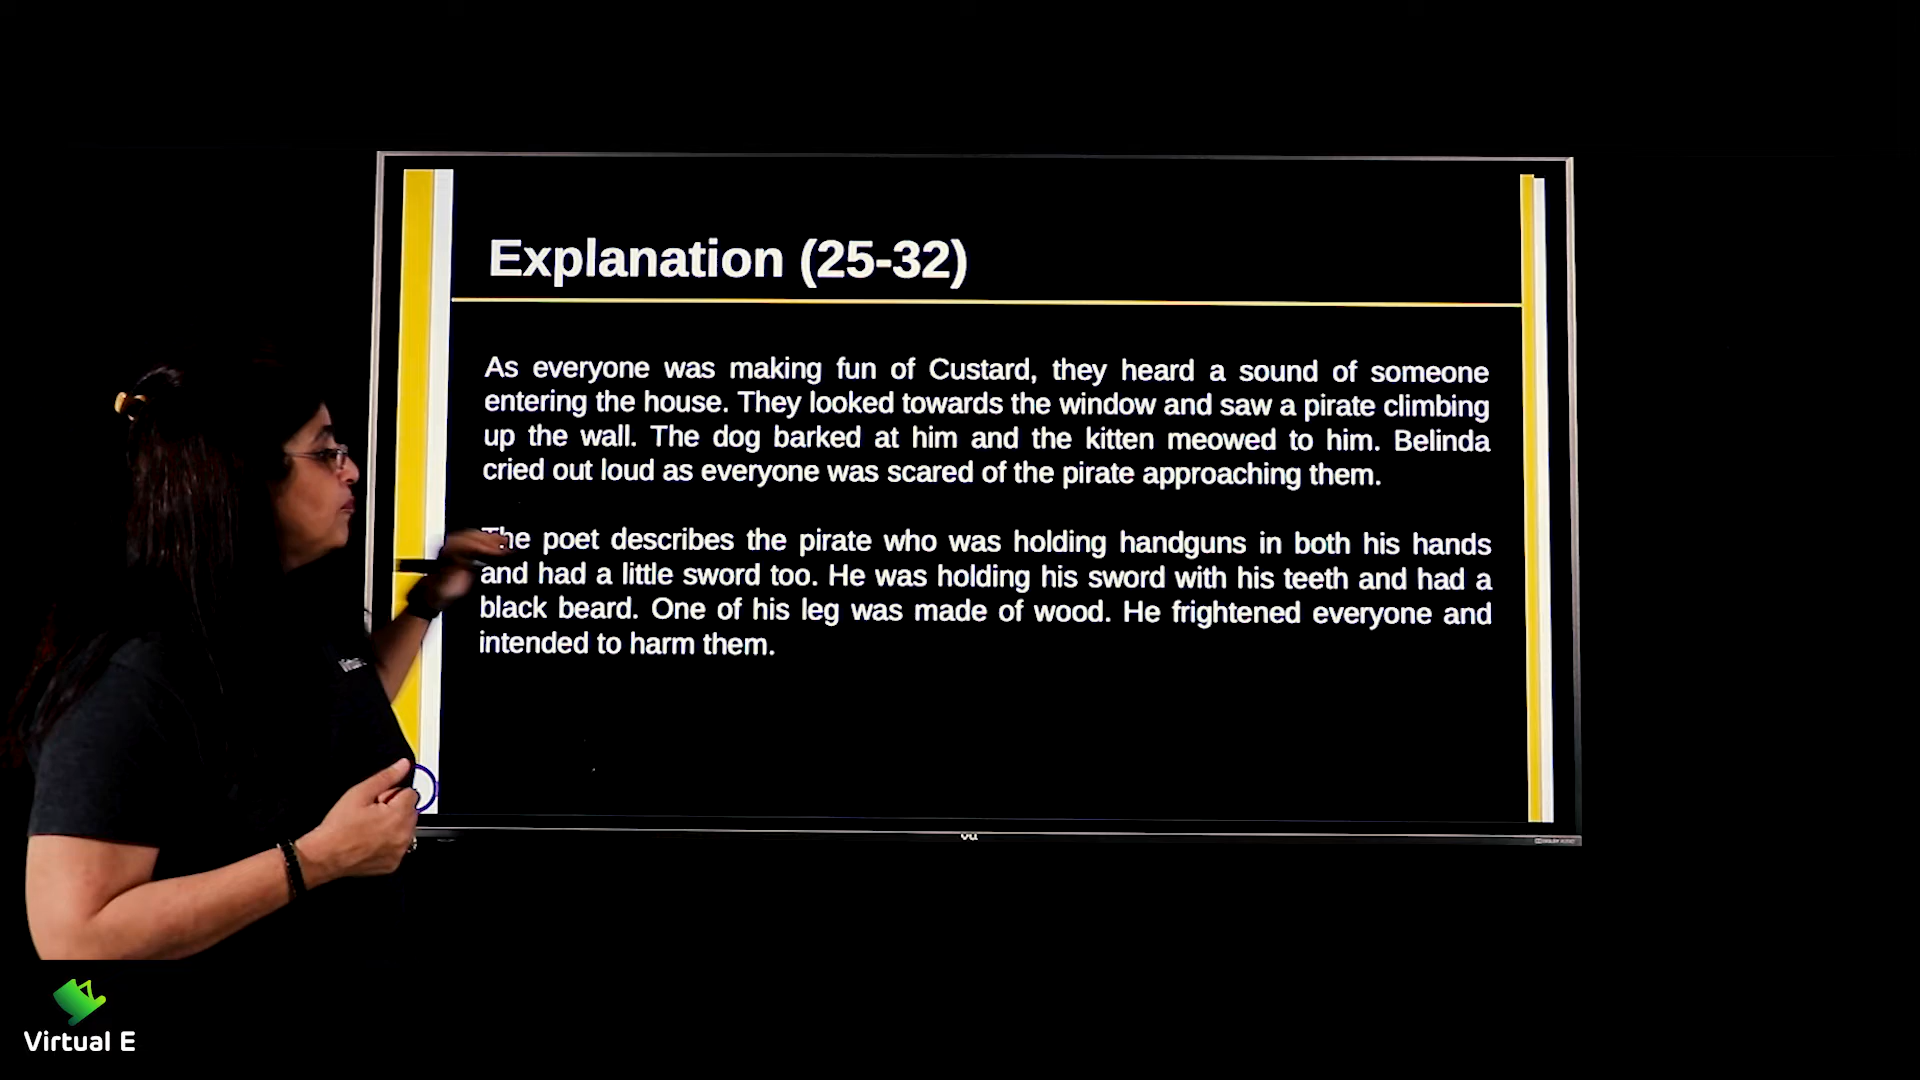 Explanation (25-32)
As everyone was making fun of Custard, they heard a sound of someone
entering the house. They looked towards the window and saw a pirate climbing
up the wall. The dog barked at him and the kitten meowed to him. Belinda
cried out loud as everyone was scared of the pirate approaching them.
The poet describes the pirate who was holding handguns in both his hands
and had a little sword too. He was holding his sword with his teeth and had a
black beard. One of his leg was made of wood. He frightened everyone and
intended to harm them.
Virtual E